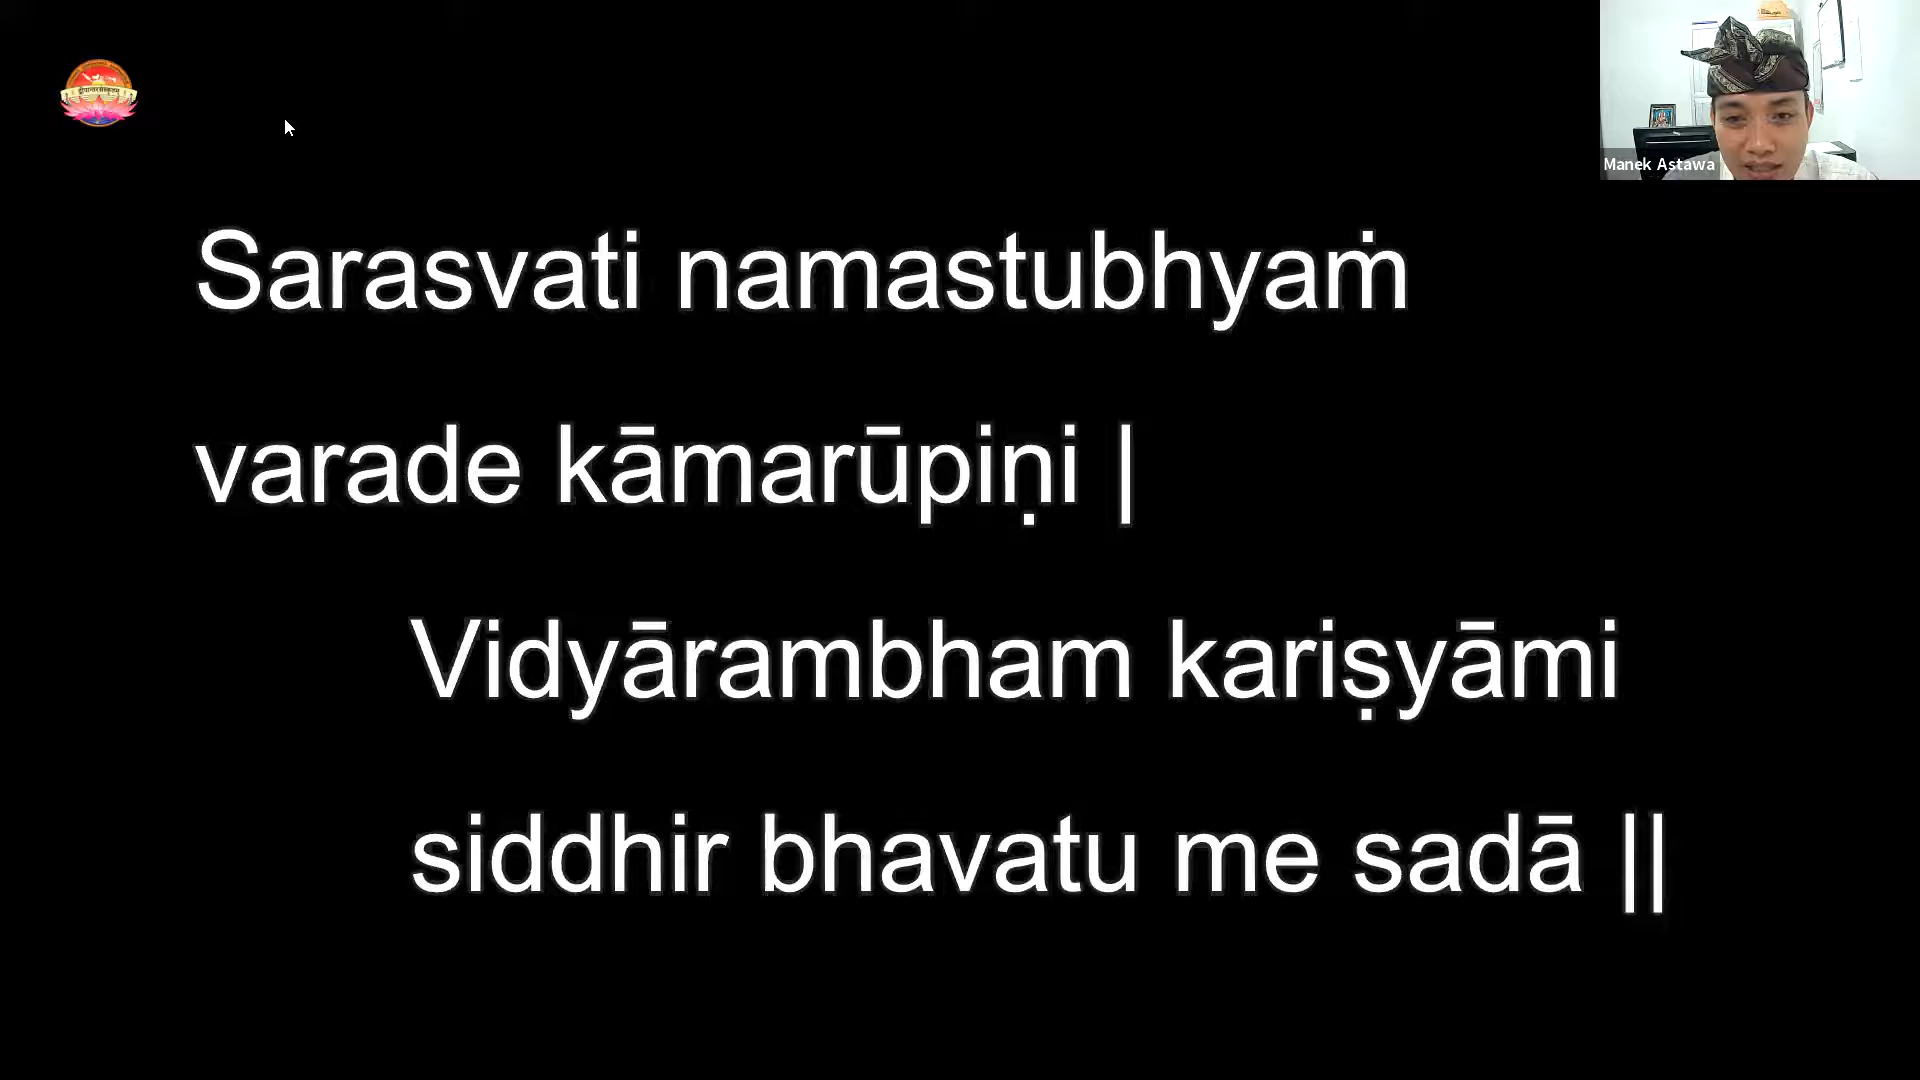 Manek Astawa
Sarasvati namastubhyaṁ
varade kāmarūpiṇi |
Vidyārambham kariṣyāmi
siddhir bhavatu me sadā ||